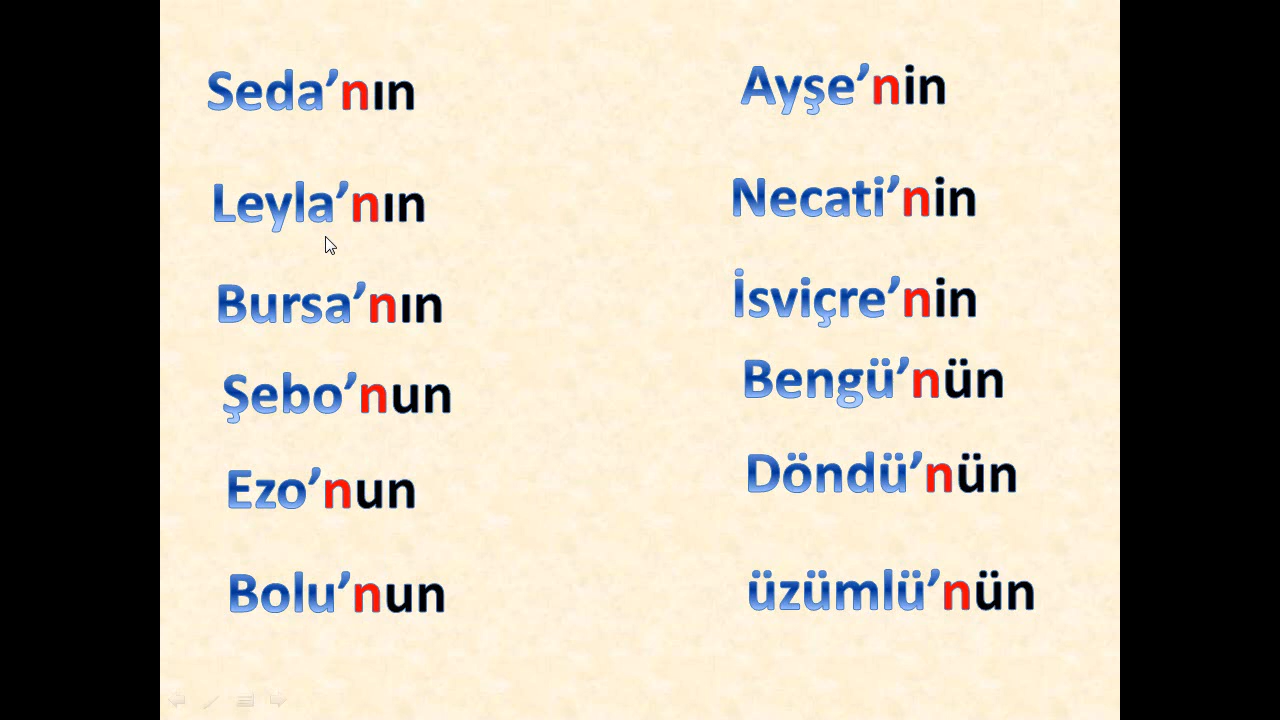 Seda’nın
Leyla’nın
Bursa’nın
Şebo’nun
Ezo’nun
Bolu’nun
Ayşe’nin
Necati’nin
İsviçre’nin
Bengü’nün
Döndü’nün
üzümlü’nün